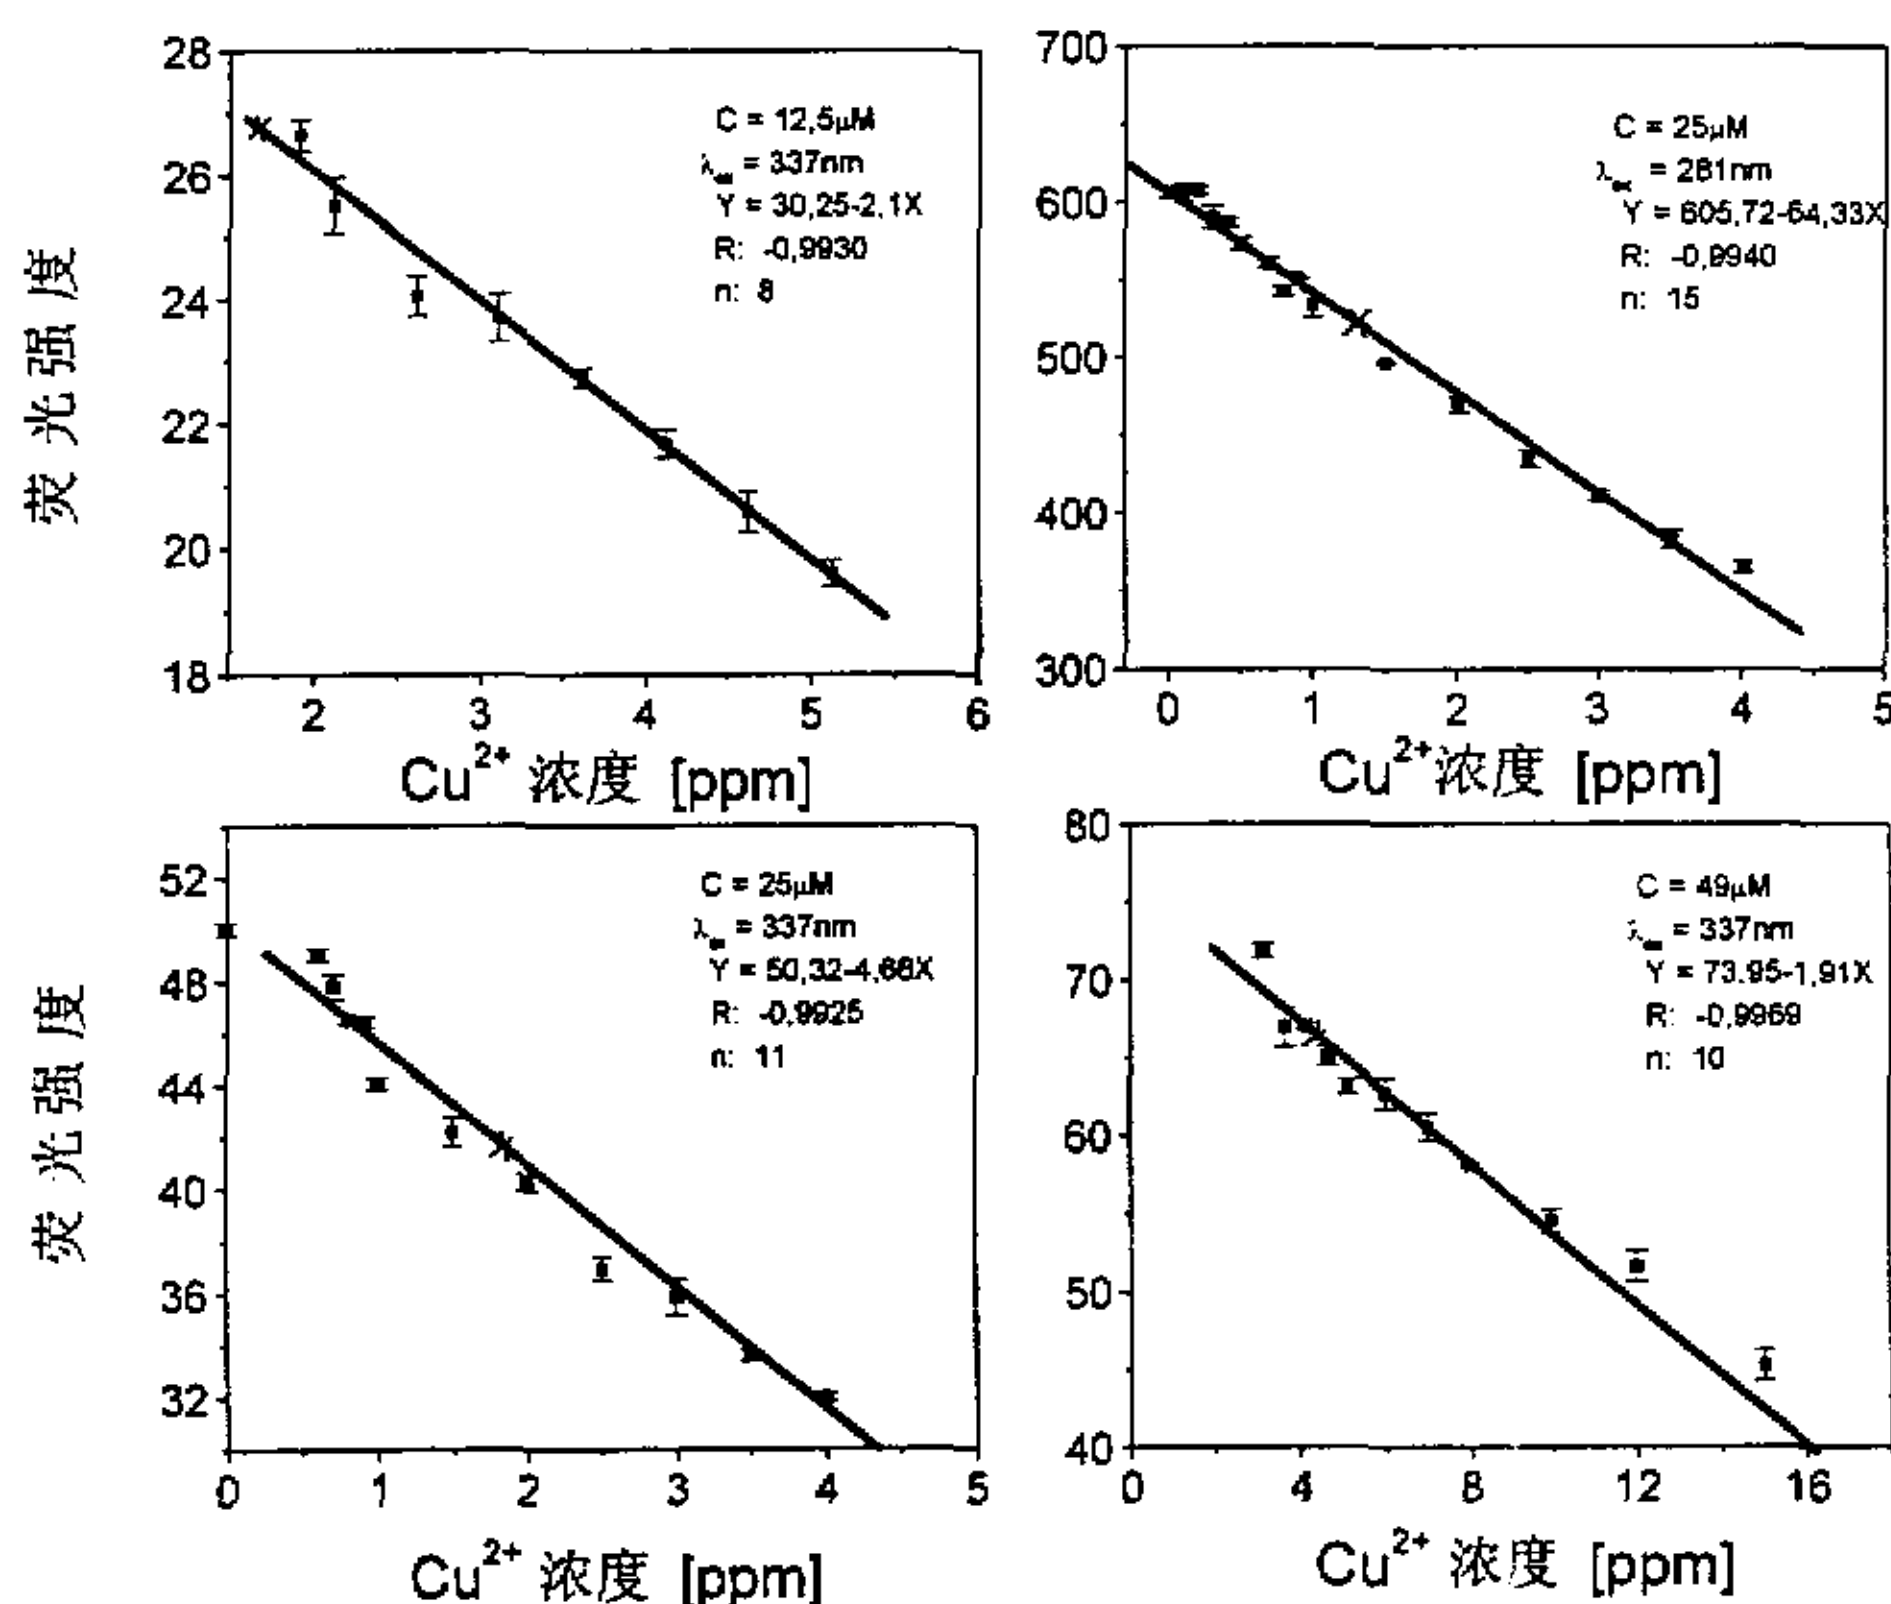 荧光强度
28
26
24
22
20
18
2 3 4 5 6
C = 12,5μM
= 337nm
Y = 30,25-2,1X
R: -0,9930
n: 8
Cu²⁺ 浓度 [ppm]
700
600
500
400
300
0 1 2 3 4 5
C = 25μM
λex = 281nm
Y = 605,72-64,33X
R: -0,9940
n: 15
Cu²⁺浓度 [ppm]
荧光强度
52
48
44
40
36
32
0 1 2 3 4 5
C = 25μM
= 337nm
Y = 50,32-4,68X
R: -0,9925
n: 11
Cu²⁺ 浓度 [ppm]
80
70
60
50
40
0 4 8 12 16
C = 49μM
= 337nm
Y = 73.95-1,91X
R: -0,9969
n: 10
Cu²⁺ 浓度 [ppm]